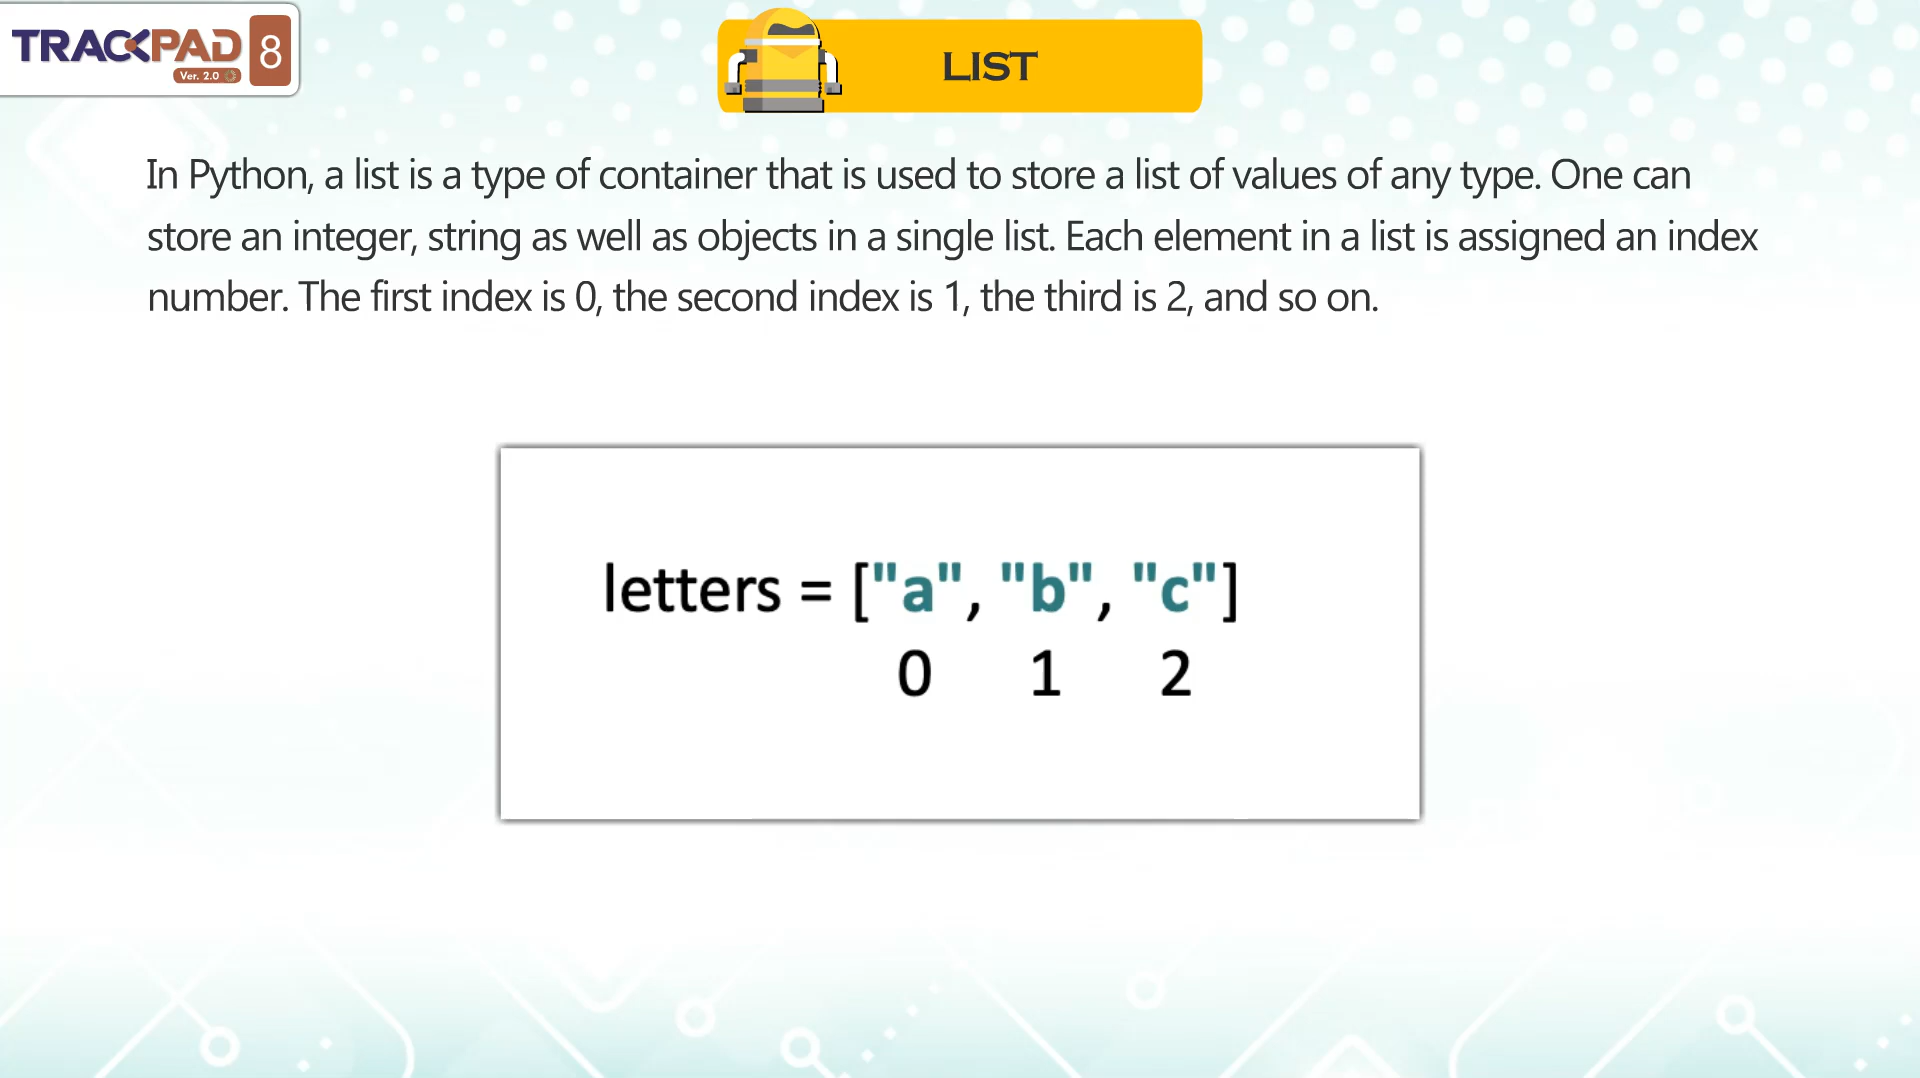 TRACKPAD 8
Ver. 2.0
LIST
In Python, a list is a type of container that is used to store a list of values of any type. One can
store an integer, string as well as objects in a single list. Each element in a list is assigned an index
number. The first index is 0, the second index is 1, the third is 2, and so on.
letters = ["a", "b", "c"]
0 1 2